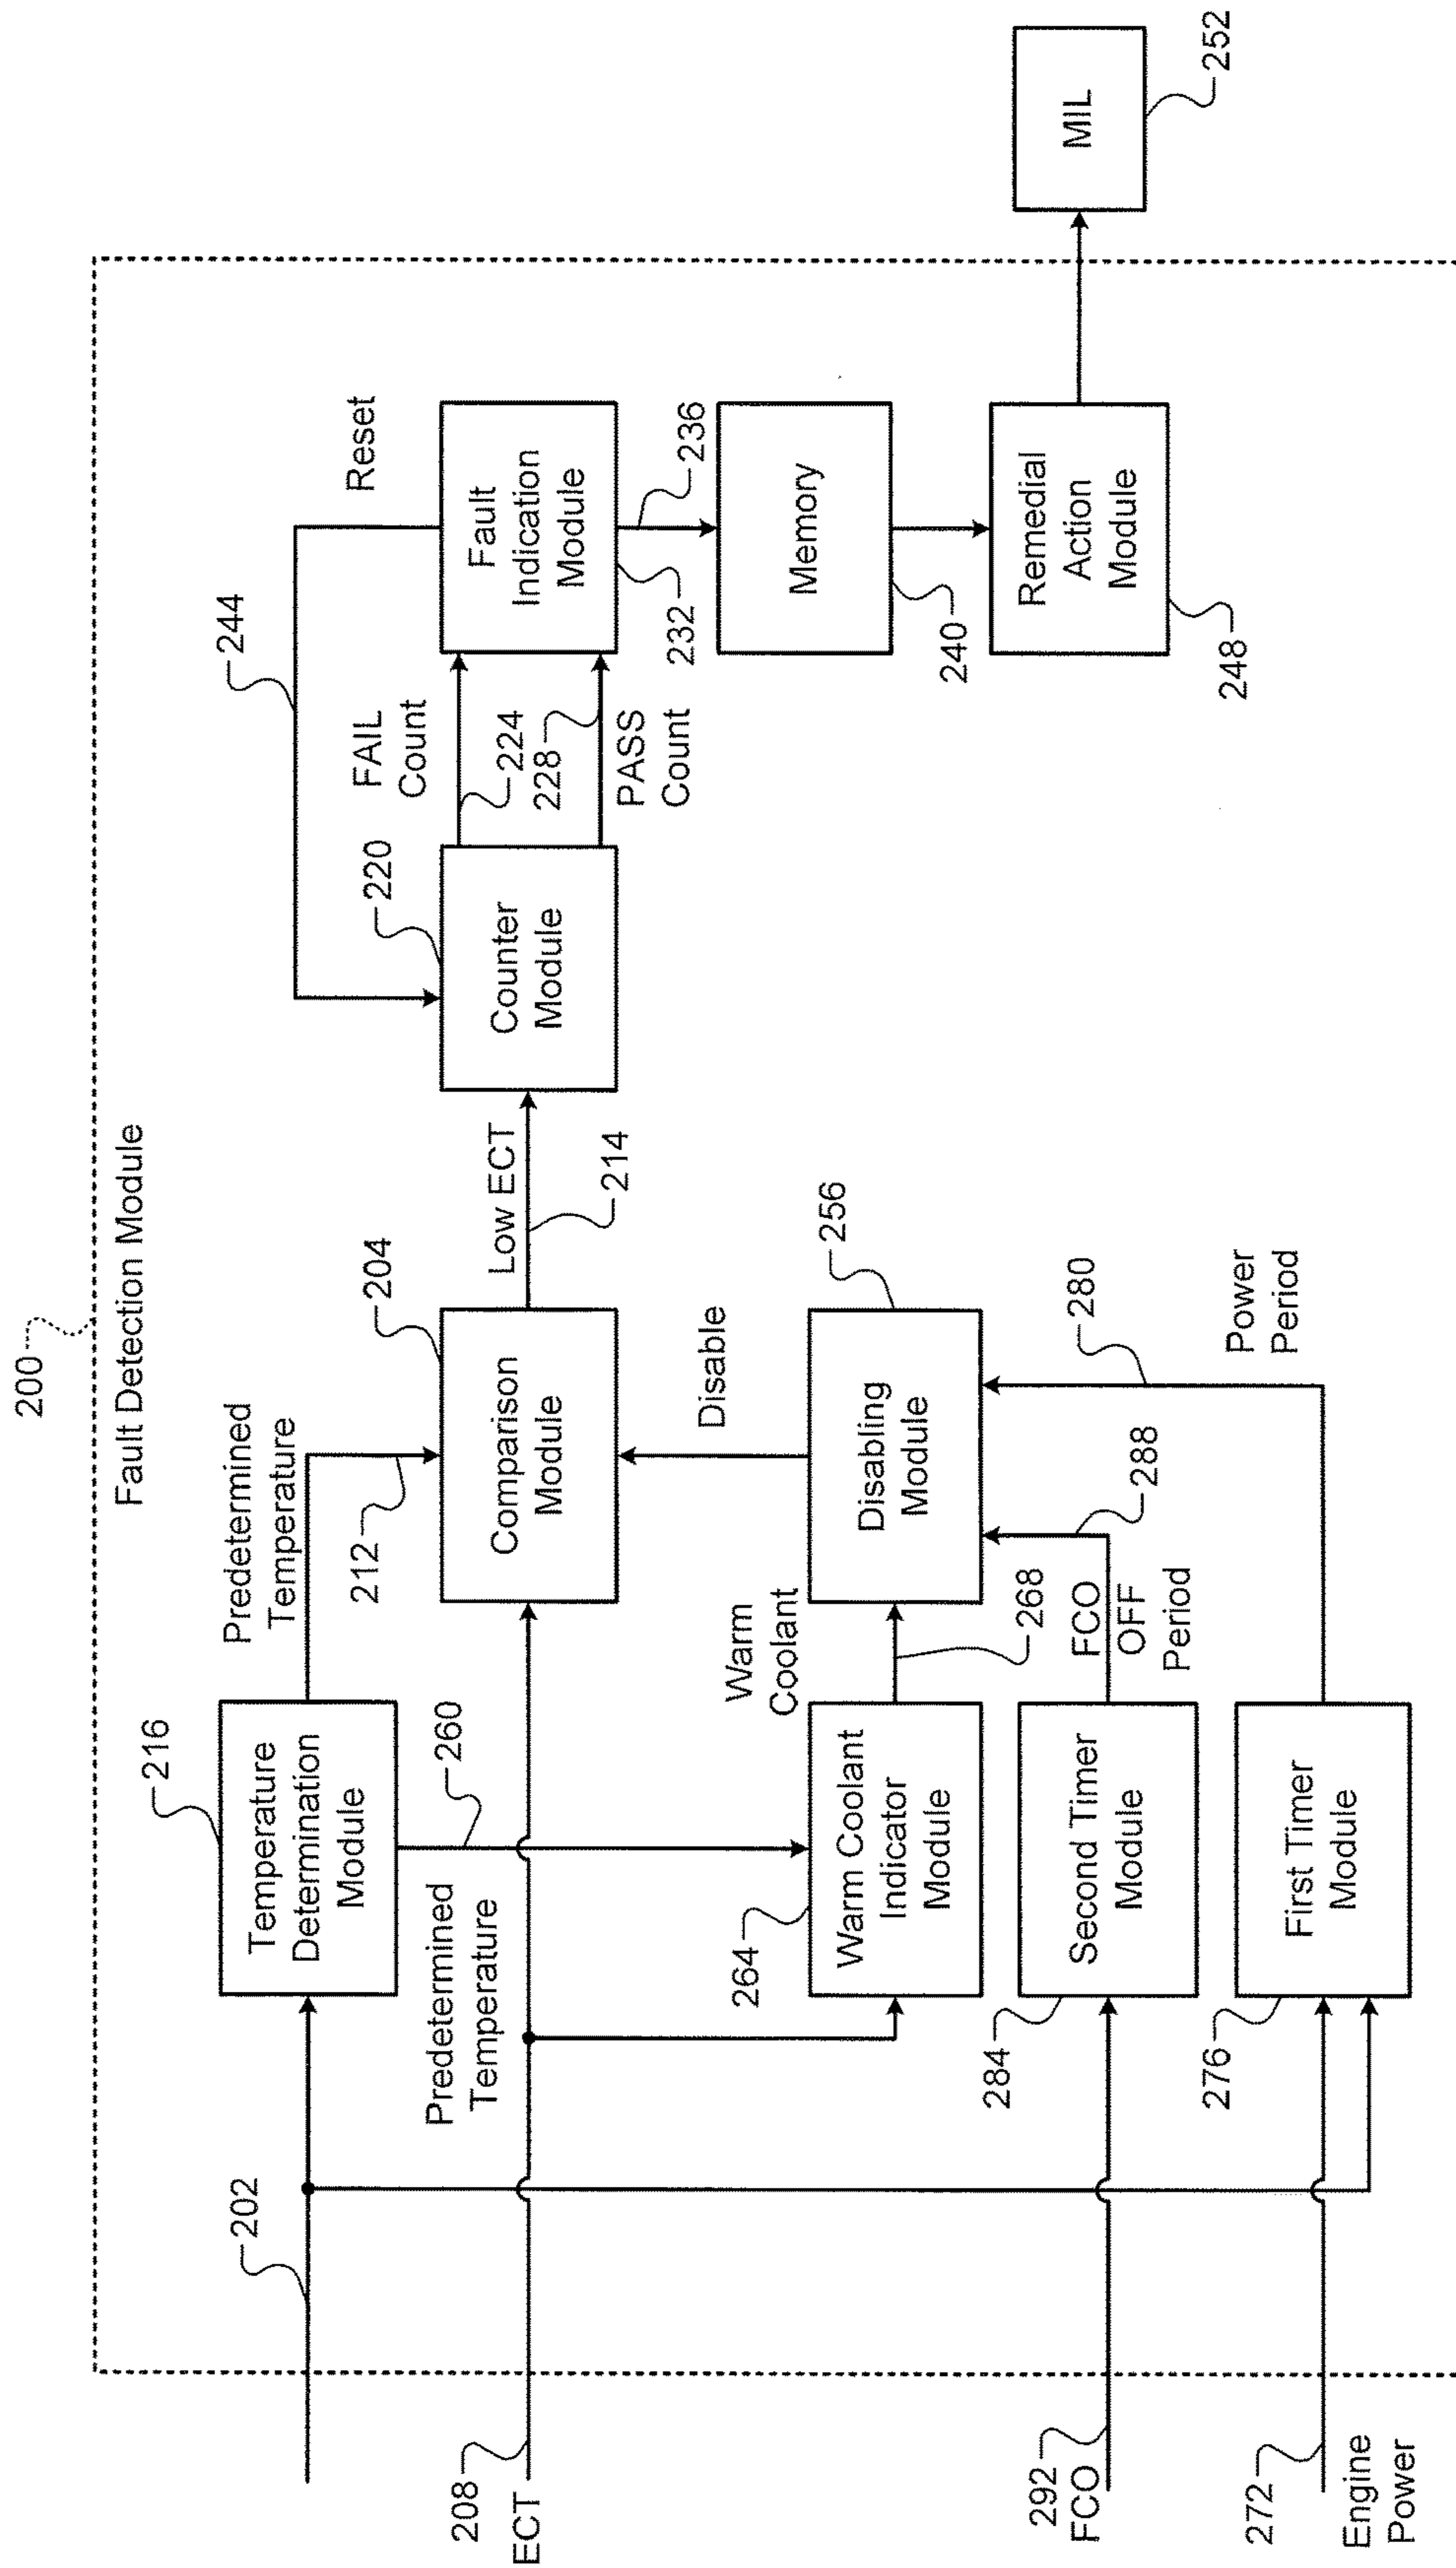 200
Fault Detection Module
202
216
Temperature
Determination
Module
Predetermined
Temperature
212
260
Predetermined
Temperature
208
ECT
204
Comparison
Module
Low ECT
214
220
Counter
Module
244
Reset
FAIL
Count
224
228
PASS
Count
Fault
Indication
Module
232
236
Memory
240
Remedial
Action
Module
248
MIL
252
Disable
256
Disabling
Module
Warm
Coolant
268
264
Warm Coolant
Indicator
Module
284
Second Timer
Module
FCO
OFF
Period
288
280
Power
Period
276
First Timer
Module
292
FCO
272
Engine
Power